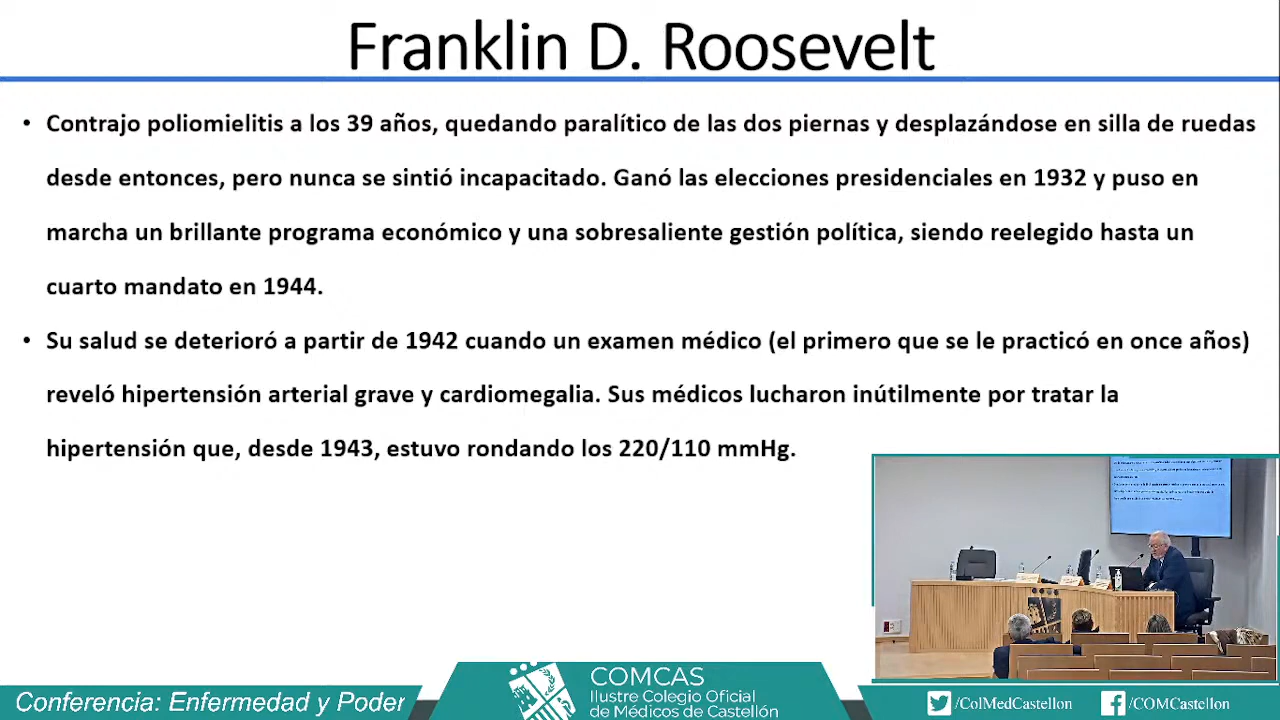 Franklin D. Roosevelt
• Contrajo poliomielitis a los 39 años, quedando paralítico de las dos piernas y desplazándose en silla de ruedas
desde entonces, pero nunca se sintió incapacitado. Ganó las elecciones presidenciales en 1932 y puso en
marcha un brillante programa económico y una sobresaliente gestión política, siendo reelegido hasta un
cuarto mandato en 1944.
• Su salud se deterioró a partir de 1942 cuando un examen médico (el primero que se le practicó en once años)
reveló hipertensión arterial grave y cardiomegalia. Sus médicos lucharon inútilmente por tratar la
hipertensión que, desde 1943, estuvo rondando los 220/110 mmHg.
Conferencia: Enfermedad y Poder
COMCAS
Ilustre Colegio Oficial
de Médicos de Castellón
/ColMedCastellon
/COMCastellon